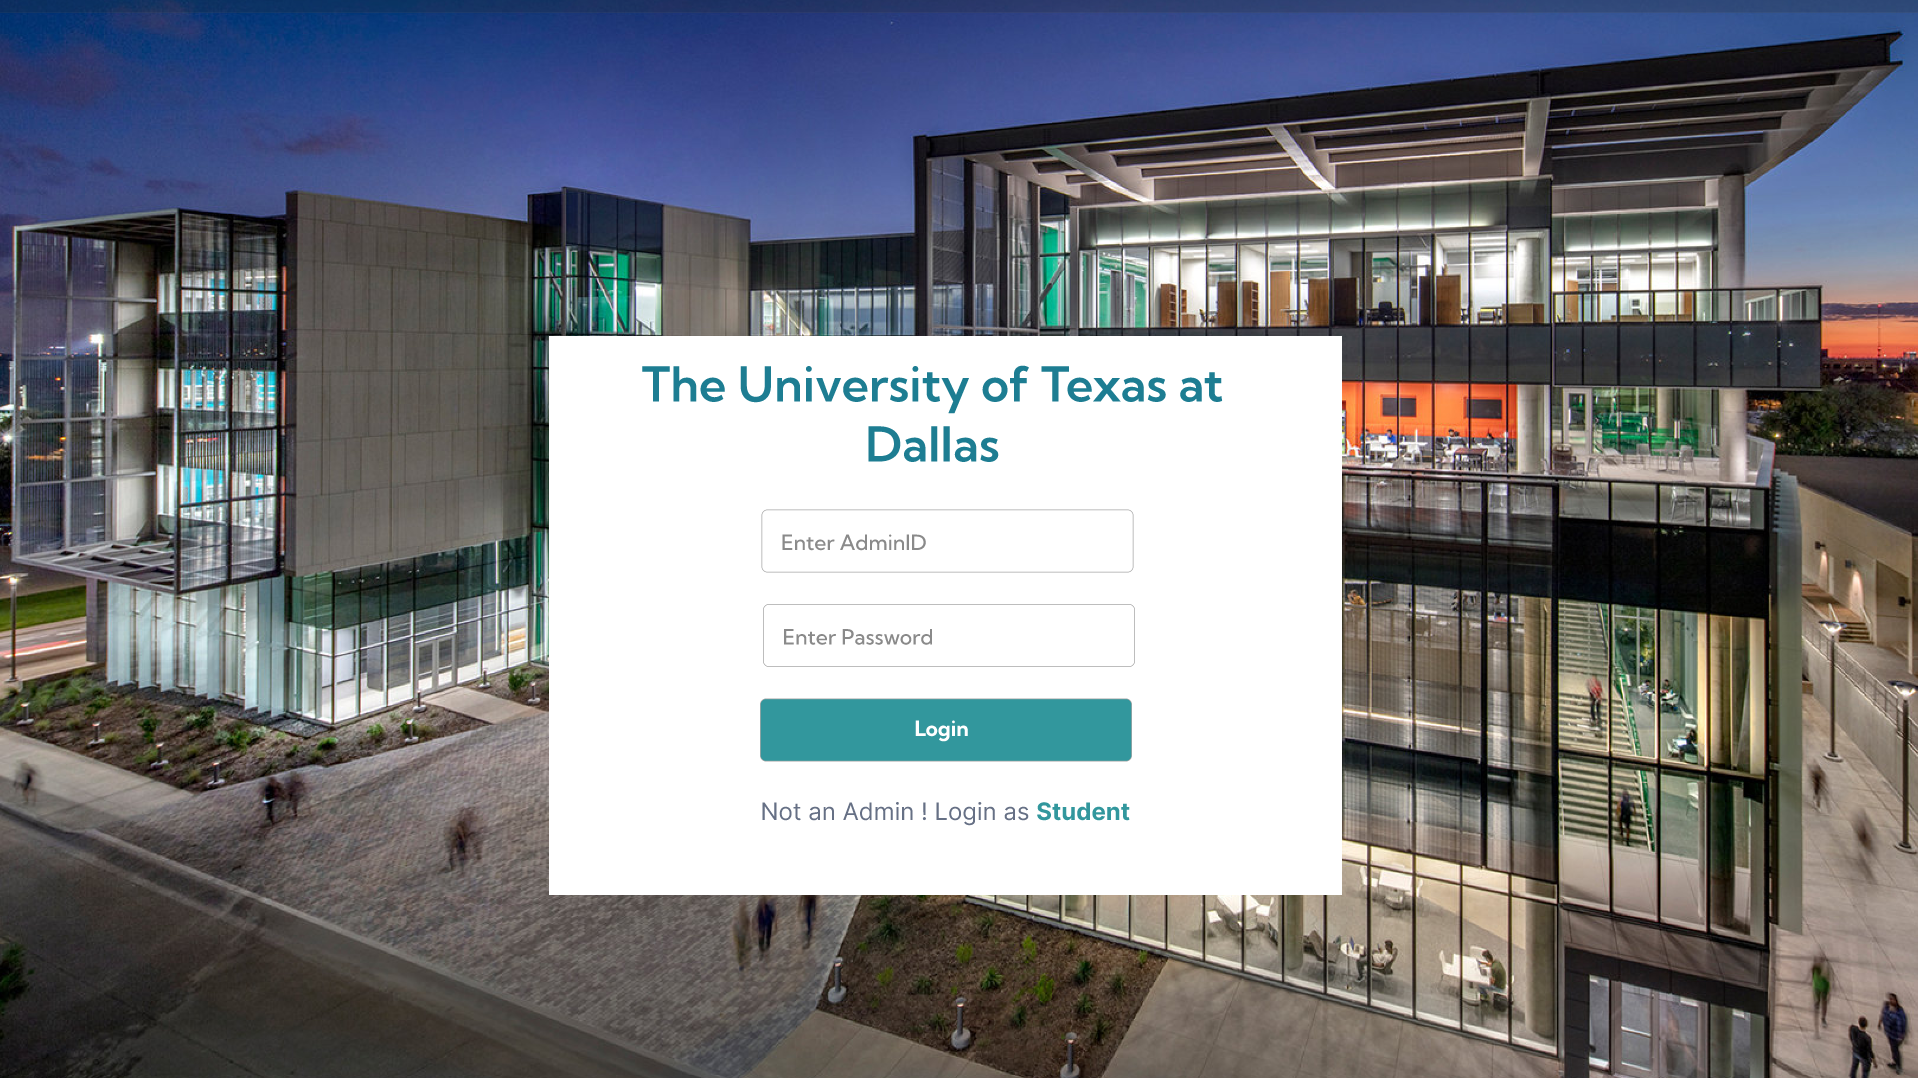 The University of Texas at
Dallas
Enter AdminID
Enter Password
Login
Not an Admin ! Login as Student